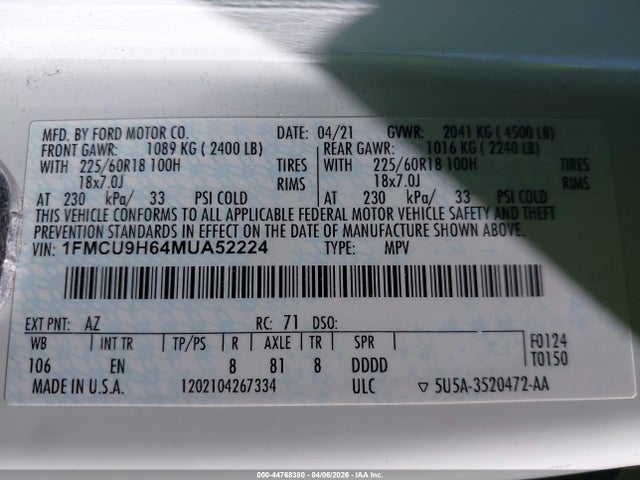 MFD. BY FORD MOTOR CO. DATE: 04/21 GVWR: 2041 KG ( 4500 LB)
FRONT GAWR: 1089 KG ( 2400 LB) REAR GAWR: 1016 KG ( 2240 LB)
WITH 225/60R18 100H TIRES WITH 225/60R18 100H TIRES
18x7.0J RIMS 18x7.0J RIMS
AT 230 kPa/ 33 PSI COLD AT 230 kPa/ 33 PSI COLD
THIS VEHICLE CONFORMS TO ALL APPLICABLE FEDERAL MOTOR VEHICLE SAFETY AND THEFT
PREVENTION STANDARDS IN EFFECT ON THE DATE OF MANUFACTURE SHOWN ABOVE.
VIN: 1FMCU9H64MUA52224 TYPE: MPV
EXT PNT: AZ RC: 71 DSO:
WB INT TR TP/PS R AXLE TR SPR F0124
106 EN 8 81 8 DDDD T0150
MADE IN U.S.A. 1202104267334 ULC ▽ 5U5A-3520472-AA
000-44768380 - 04/06/2026 - IAA Inc.